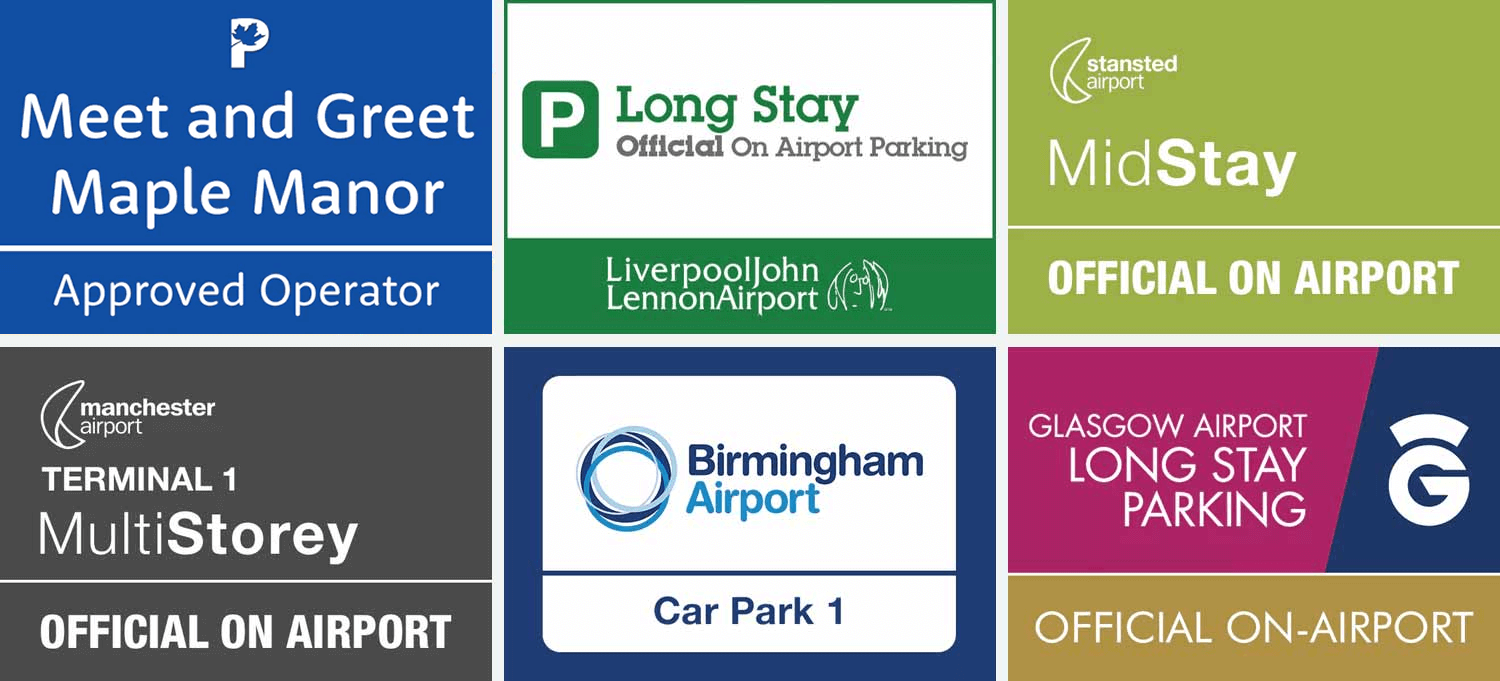 P
Meet and Greet
Maple Manor
Approved Operator
P
Long Stay
Official On Airport Parking
LiverpoolJohn
LennonAirport
stansted
airport
MidStay
OFFICIAL ON AIRPORT
manchester
airport
TERMINAL 1
MultiStorey
OFFICIAL ON AIRPORT
Birmingham
Airport
Car Park 1
GLASGOW AIRPORT
LONG STAY
PARKING
G
OFFICIAL ON-AIRPORT